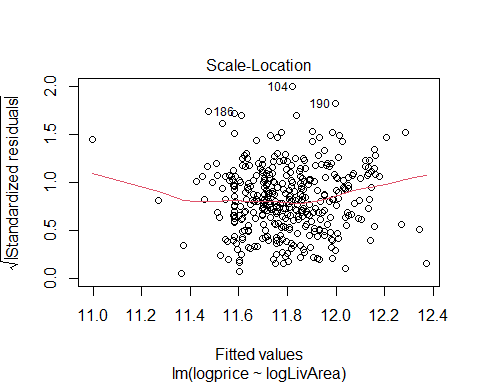 Scale-Location
√|Standardized residuals|
2.0
1.5
1.0
0.5
0.0
104
186
190
11.0 11.2 11.4 11.6 11.8 12.0 12.2 12.4
Fitted values
lm(logprice ~ logLivArea)